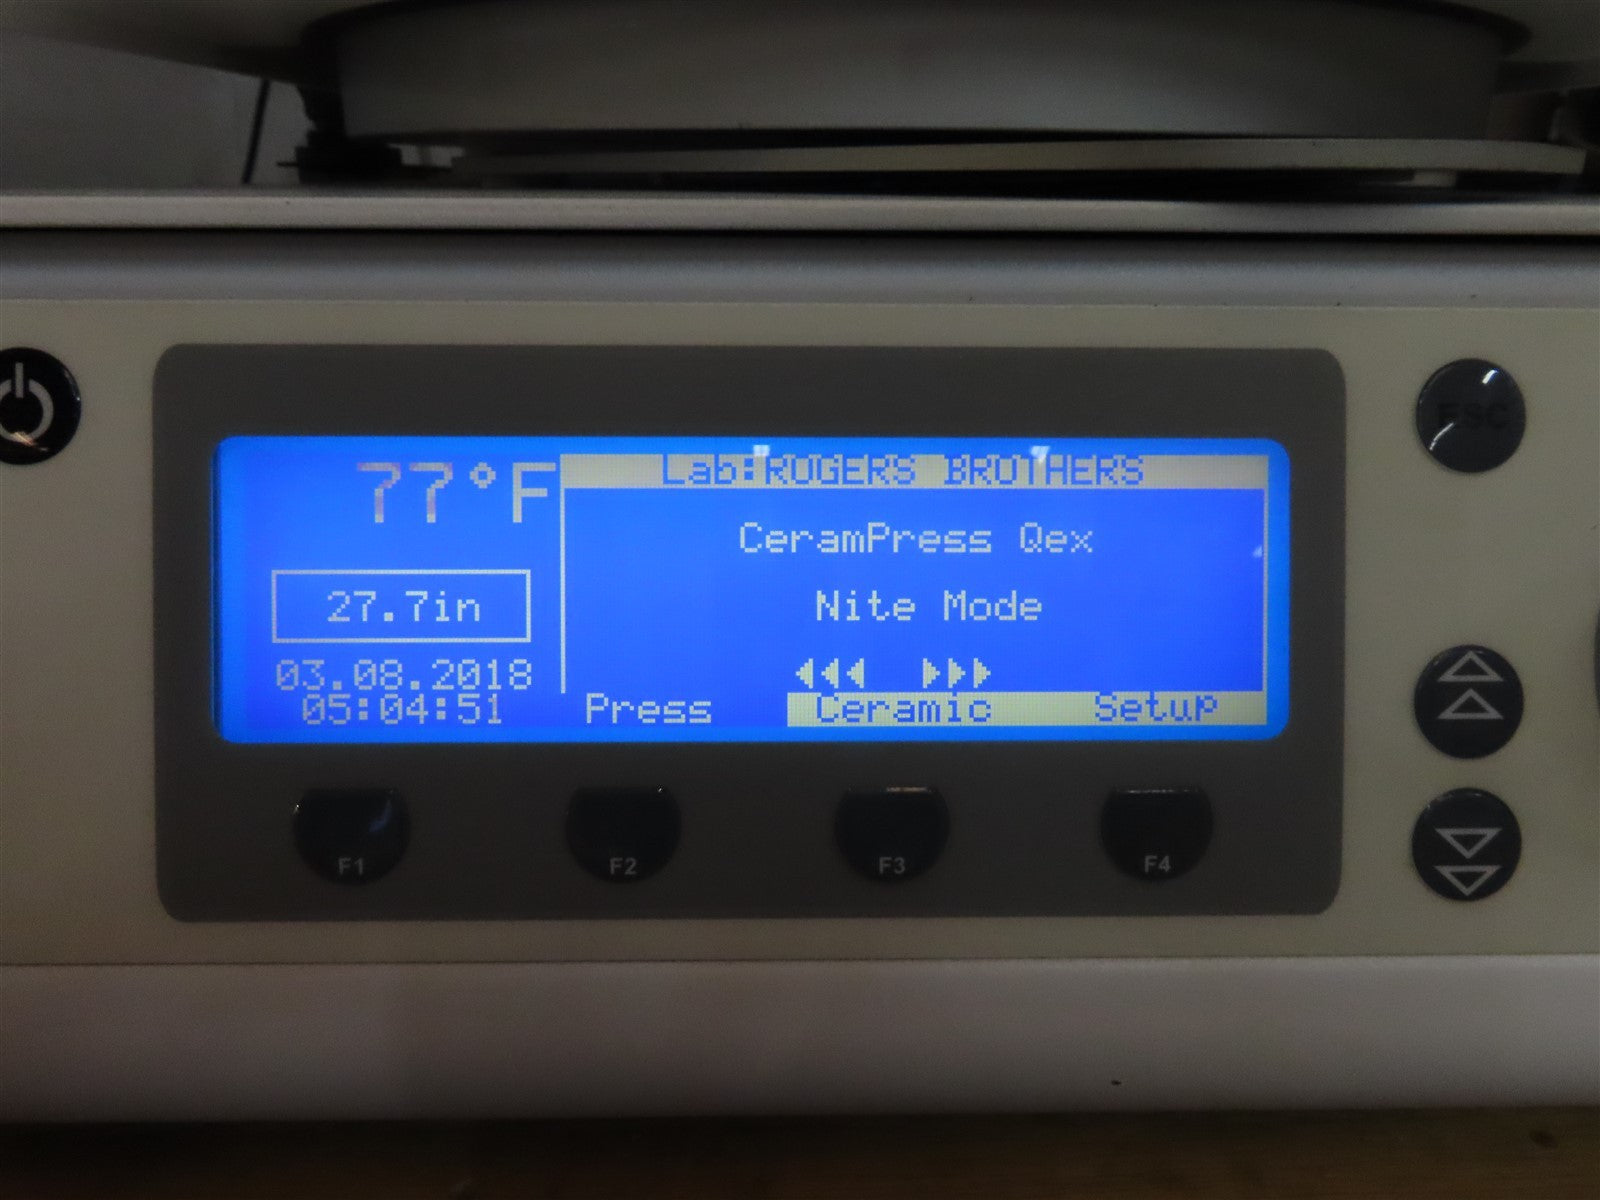 77°F
Lab:ROGERS BROTHERS
CeramPress Qex
27.7in
Nite Mode
03.08.2018
05:04:51
Press Ceramic Setup
ESC
F1 F2 F3 F4